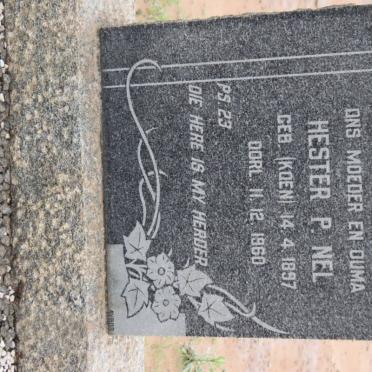 ONS MOEDER EN OUMA
HESTER P. NEL
GEB. (KOEN) 14. 4. 1897
OORL. 11. 12. 1960
PS 23
DIE HERE IS MY HERDER